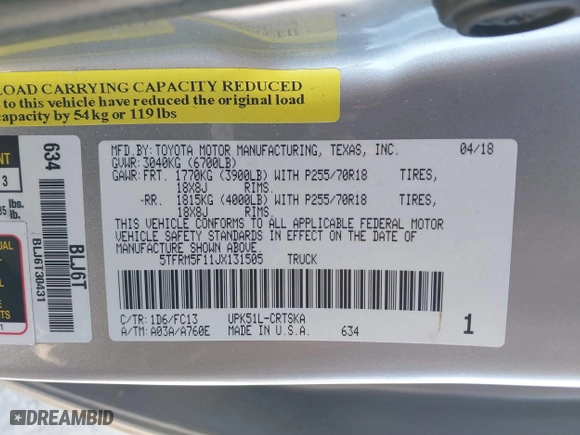 LOAD CARRYING CAPACITY REDUCED
to this vehicle have reduced the original load
capacity by 54 kg or 119 lbs
634
BLJ6T
BLJ6T30431
MFD.BY:TOYOTA MOTOR MANUFACTURING, TEXAS, INC. 04/18
GVWR:3040KG (6700LB)
GAWR:FRT. 1770KG (3900LB) WITH P255/70R18 TIRES,
18X8J RIMS.
RR. 1815KG (4000LB) WITH P255/70R18 TIRES,
18X8J RIMS.
THIS VEHICLE CONFORMS TO ALL APPLICABLE FEDERAL MOTOR
VEHICLE SAFETY STANDARDS IN EFFECT ON THE DATE OF
MANUFACTURE SHOWN ABOVE.
5TFRM5F11JX131505 TRUCK
C/TR:1D6/FC13 UPK51L-CRTSKA
A/TM:A03A/A760E MADE IN U.S.A. 634
1
3
lbs.
lb.
DREAMBID